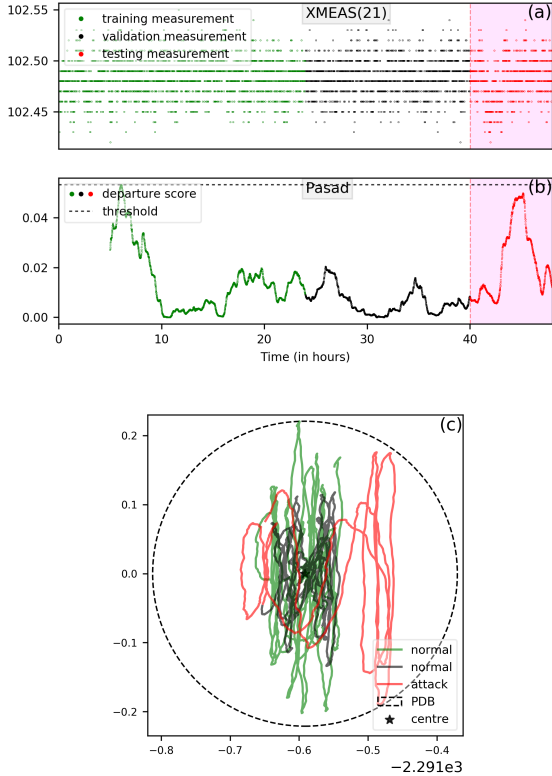 102.55
102.50
102.45
training measurement
validation measurement
testing measurement
XMEAS(21)
(a)
0.04
0.02
0.00
departure score
threshold
Pasad
(b)
0
10
20
30
40
Time (in hours)
0.2
0.1
0.0
−0.1
−0.2
(c)
normal
normal
attack
PDB
centre
−0.8
−0.7
−0.6
−0.5
−0.4
−2.291e3